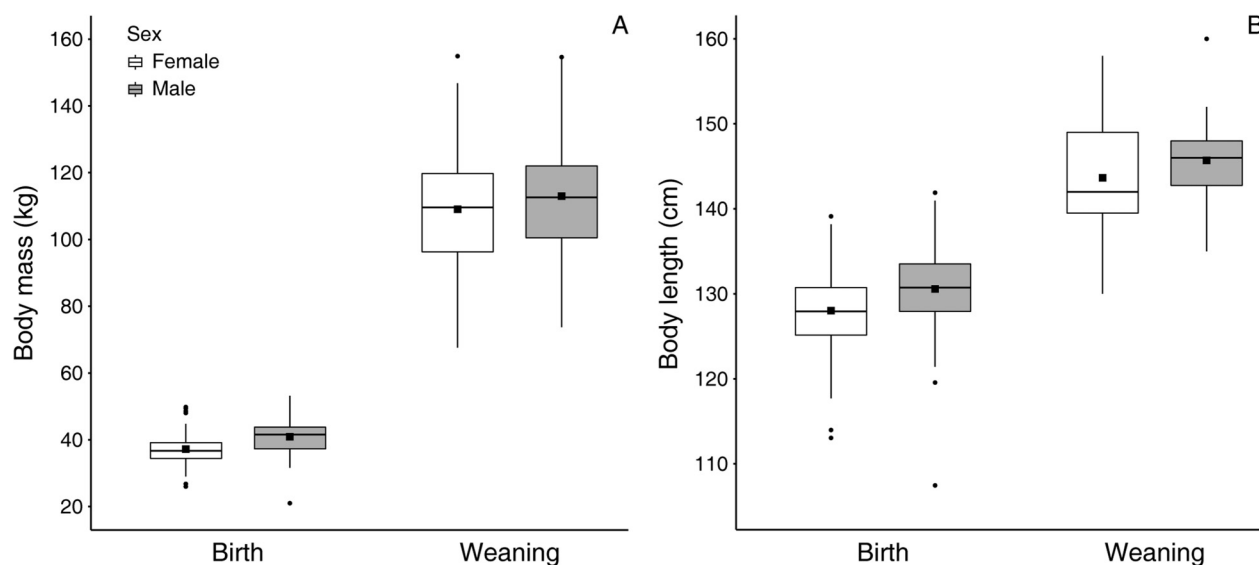 A
Sex
Female
Male
Body mass (kg)
160
140
120
100
80
60
40
20
Birth
Weaning
B
Body length (cm)
160
150
140
130
120
110
Birth
Weaning